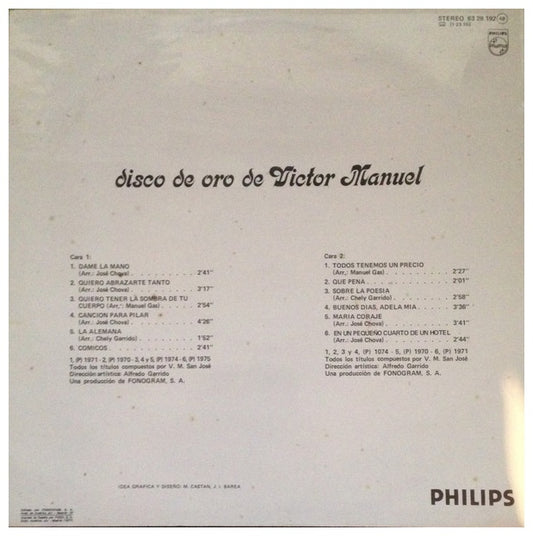 STEREO 63 28 192
PHILIPS
disco de oro de Victor Manuel
Cara 1:
1. DAME LA MANO
(Arr.: José Chova) . . . . . . . . . 2'41"
2. QUIERO ABRAZARTE TANTO
(Arr.: José Chova) . . . . . . . . . 3'17"
3. QUIERO TENER LA SOMBRA DE TU
CUERPO (Arr.: Manuel Gas) . . . . . 2'54"
4. CANCION PARA PILAR
(Arr.: José Chova) . . . . . . . . . 4'26"
5. LA ALEMANA
(Arr.: Chely Garrido) . . . . . . . . 1'52"
6. COMICOS . . . . . . . . . . . . 2'41"
1, (P) 1971 - 2, (P) 1970 - 3, 4 y 5, (P) 1974 - 6, (P) 1975
Todos los títulos compuestos por V. M. San José
Dirección artística: Alfredo Garrido
Una producción de FONOGRAM, S. A.
Cara 2:
1. TODOS TENEMOS UN PRECIO
(Arr,: Manuel Gas) . . . . . . . . . 2'27"
2. QUE PENA . . . . . . . . . . . . 2'01"
3. SOBRE LA POESIA
(Arr.: Chely Garrido) . . . . . . . . 2'58"
4. BUENOS DIAS, ADELA MIA . . . . . 3'36"
5. MARIA CORAJE
(Arr.: José Chova) . . . . . . . . . 3'41"
6. EN UN PEQUEÑO CUARTO DE UN HOTEL
(Arr.: José Chova) . . . . . . . . . 2'44"
1, 2, 3 y 4, (P) 1074 - 5, (P) 1970 - 6, (P) 1971
Todos los títulos compuestos por V. M. San José
Dirección artística: Alfredo Garrido
Una producción de FONOGRAM, S. A.
IDEA GRAFICA Y DISEÑO: M. CAETAN, J. I. BAREA
PHILIPS